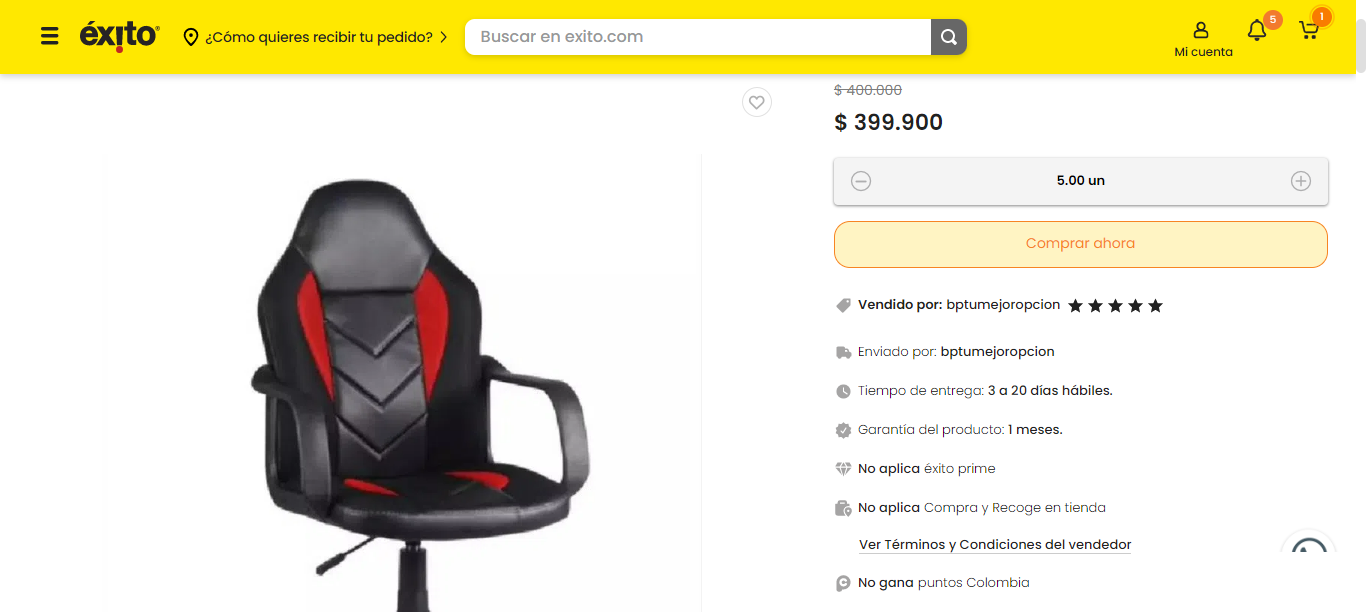 éxito
¿Cómo quieres recibir tu pedido?
Buscar en exito.com
Mi cuenta
5
1
$ 400.000
$ 399.900
5.00 un
Comprar ahora
Vendido por: bptumejoropcion
Enviado por: bptumejoropcion
Tiempo de entrega: 3 a 20 días hábiles.
Garantía del producto: 1 meses.
No aplica éxito prime
No aplica Compra y Recoge en tienda
Ver Términos y Condiciones del vendedor
No gana puntos Colombia